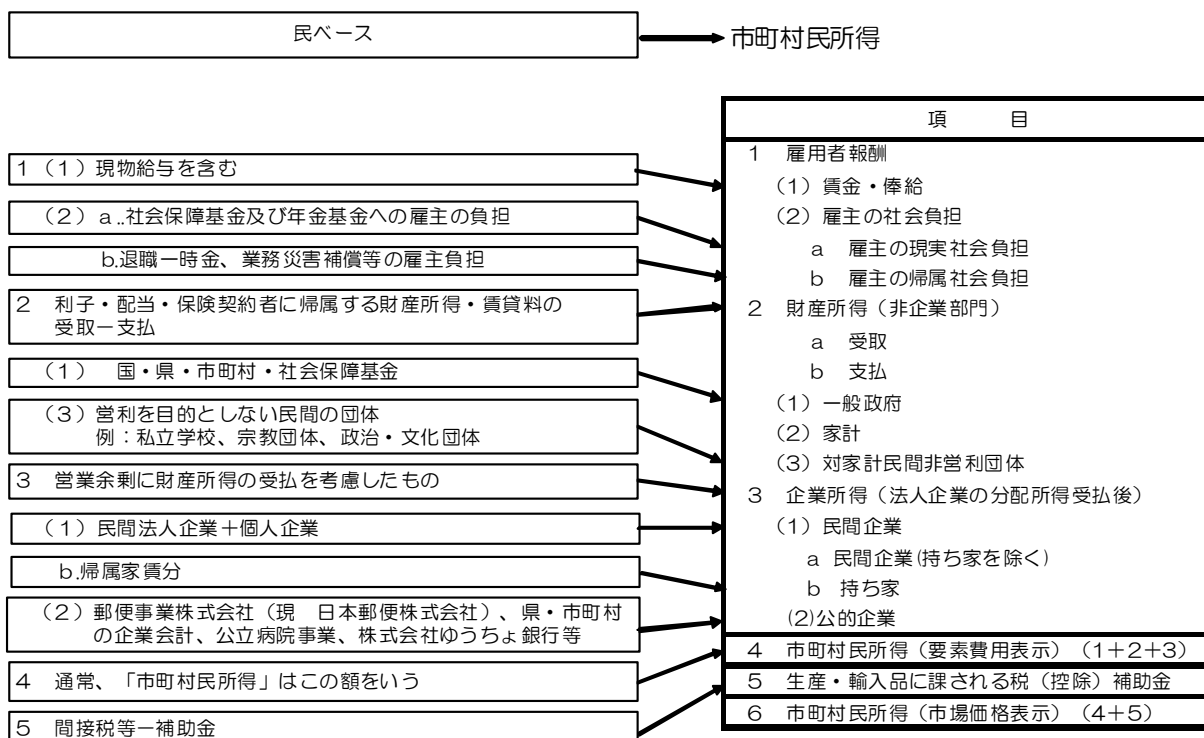 民ベース
市町村民所得
1 (1)現物給与を含む
(2)a..社会保障基金及び年金基金への雇主の負担
b.退職一時金、業務災害補償等の雇主負担
2 利子・配当・保険契約者に帰属する財産所得・賃貸料の
受取ー支払
(1) 国・県・市町村・社会保障基金
(3)営利を目的としない民間の団体
例:私立学校、宗教団体、政治・文化団体
3 営業余剰に財産所得の受払を考慮したもの
(1)民間法人企業+個人企業
b.帰属家賃分
(2)郵便事業株式会社(現 日本郵便株式会社)、県・市町村
の企業会計、公立病院事業、株式会社ゆうちょ銀行等
4 通常、「市町村民所得」はこの額をいう
5 間接税等ー補助金
項 目
1 雇用者報酬
(1)賃金・俸給
(2)雇主の社会負担
a 雇主の現実社会負担
b 雇主の帰属社会負担
2 財産所得(非企業部門)
a 受取
b 支払
(1)一般政府
(2)家計
(3)対家計民間非営利団体
3 企業所得(法人企業の分配所得受払後)
(1)民間企業
a 民間企業(持ち家を除く)
b 持ち家
(2)公的企業
4 市町村民所得(要素費用表示)(1+2+3)
5 生産・輸入品に課される税(控除)補助金
6 市町村民所得(市場価格表示)(4+5)